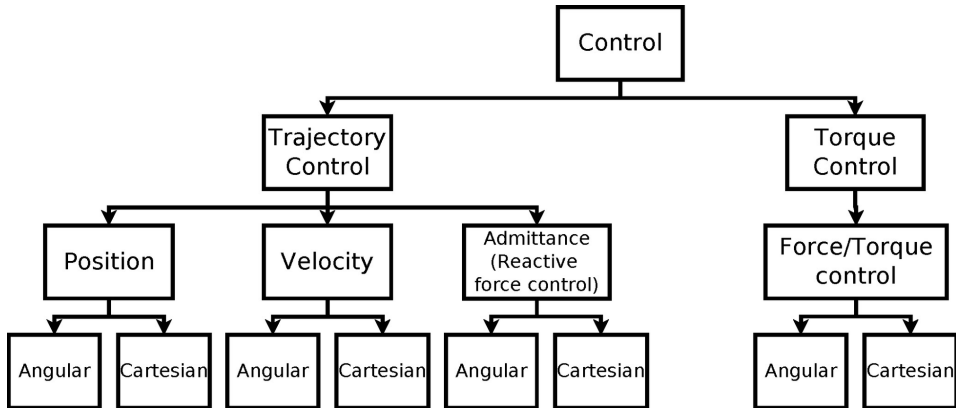 Control
Trajectory
Control
Torque
Control
Position
Velocity
Admittance
(Reactive
force control)
Force/Torque
control
Angular
Cartesian
Angular
Cartesian
Angular
Cartesian
Angular
Cartesian